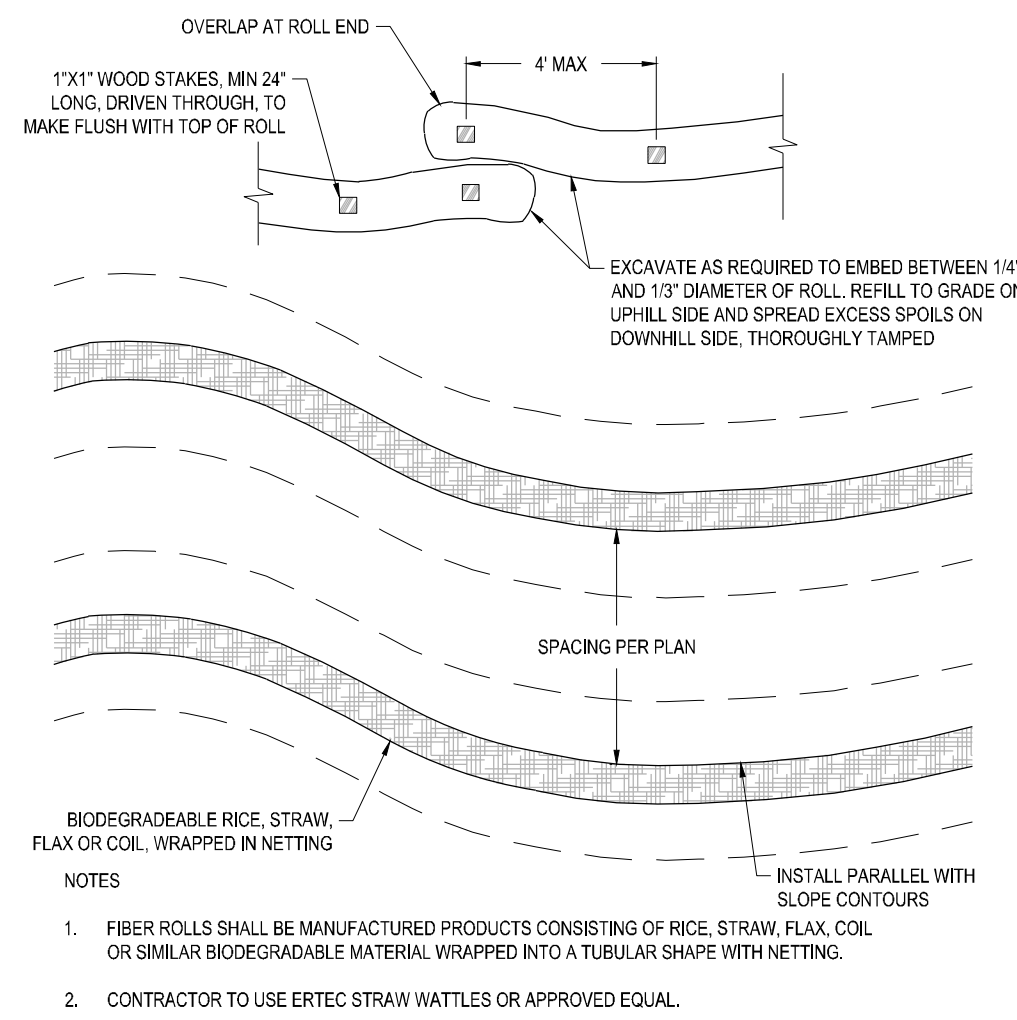 OVERLAP AT ROLL END
4' MAX
1"X1" WOOD STAKES, MIN 24"
LONG, DRIVEN THROUGH, TO
MAKE FLUSH WITH TOP OF ROLL
EXCAVATE AS REQUIRED TO EMBED BETWEEN 1/4"
AND 1/3" DIAMETER OF ROLL. REFILL TO GRADE ON
UPHILL SIDE AND SPREAD EXCESS SPOILS ON
DOWNHILL SIDE, THOROUGHLY TAMPED
SPACING PER PLAN
BIODEGRADEABLE RICE, STRAW,
FLAX OR COIL, WRAPPED IN NETTING
INSTALL PARALLEL WITH
SLOPE CONTOURS
NOTES
1. FIBER ROLLS SHALL BE MANUFACTURED PRODUCTS CONSISTING OF RICE, STRAW, FLAX, COIL
OR SIMILAR BIODEGRADABLE MATERIAL WRAPPED INTO A TUBULAR SHAPE WITH NETTING.
2. CONTRACTOR TO USE ERTEC STRAW WATTLES OR APPROVED EQUAL.